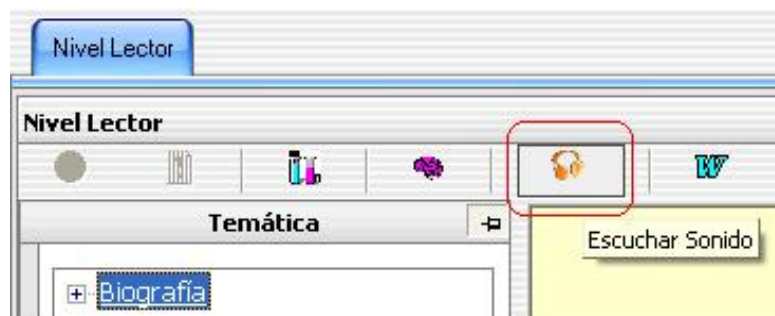 Nivel Lector
Nivel Lector
W
Temática
Escuchar Sonido
Biografía